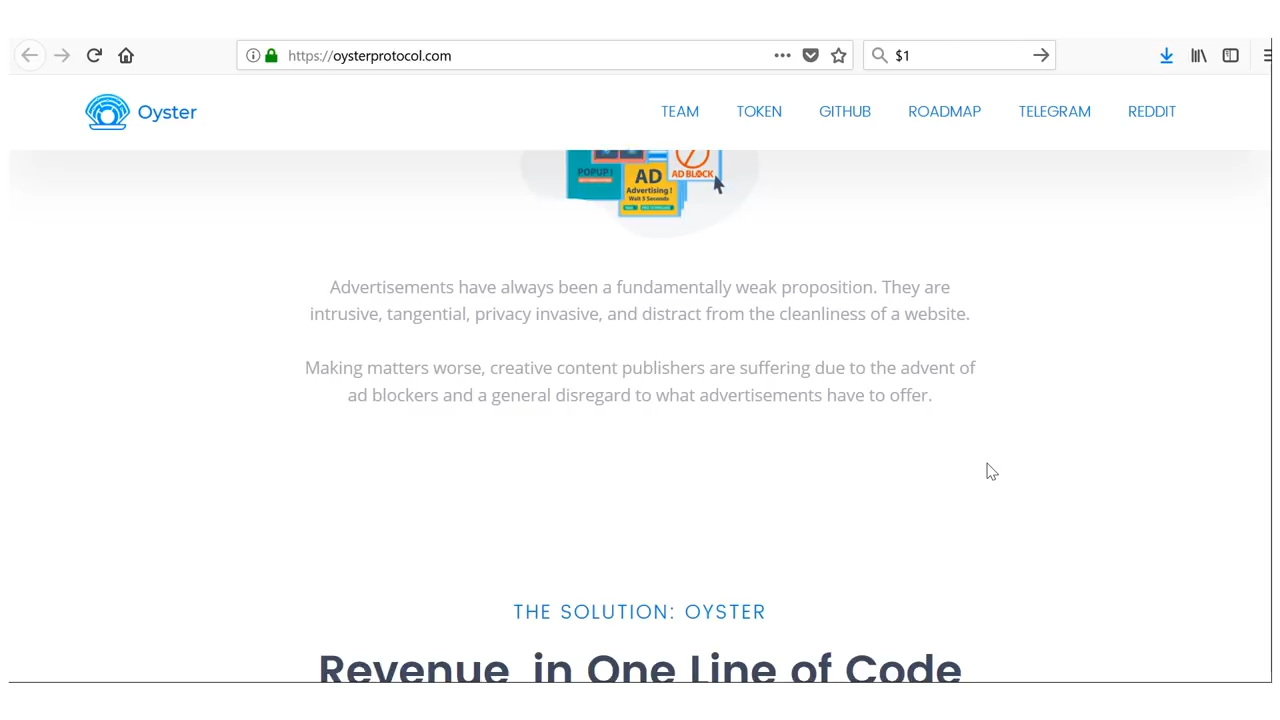 https://oysterprotocol.com
$1
Oyster
TEAM
TOKEN
GITHUB
ROADMAP
TELEGRAM
REDDIT
POPUP!
AD
Advertising !
Wait 5 Seconds
AD BLOCK
Advertisements have always been a fundamentally weak proposition. They are
intrusive, tangential, privacy invasive, and distract from the cleanliness of a website.
Making matters worse, creative content publishers are suffering due to the advent of
ad blockers and a general disregard to what advertisements have to offer.
THE SOLUTION: OYSTER
Revenue in One Line of Code